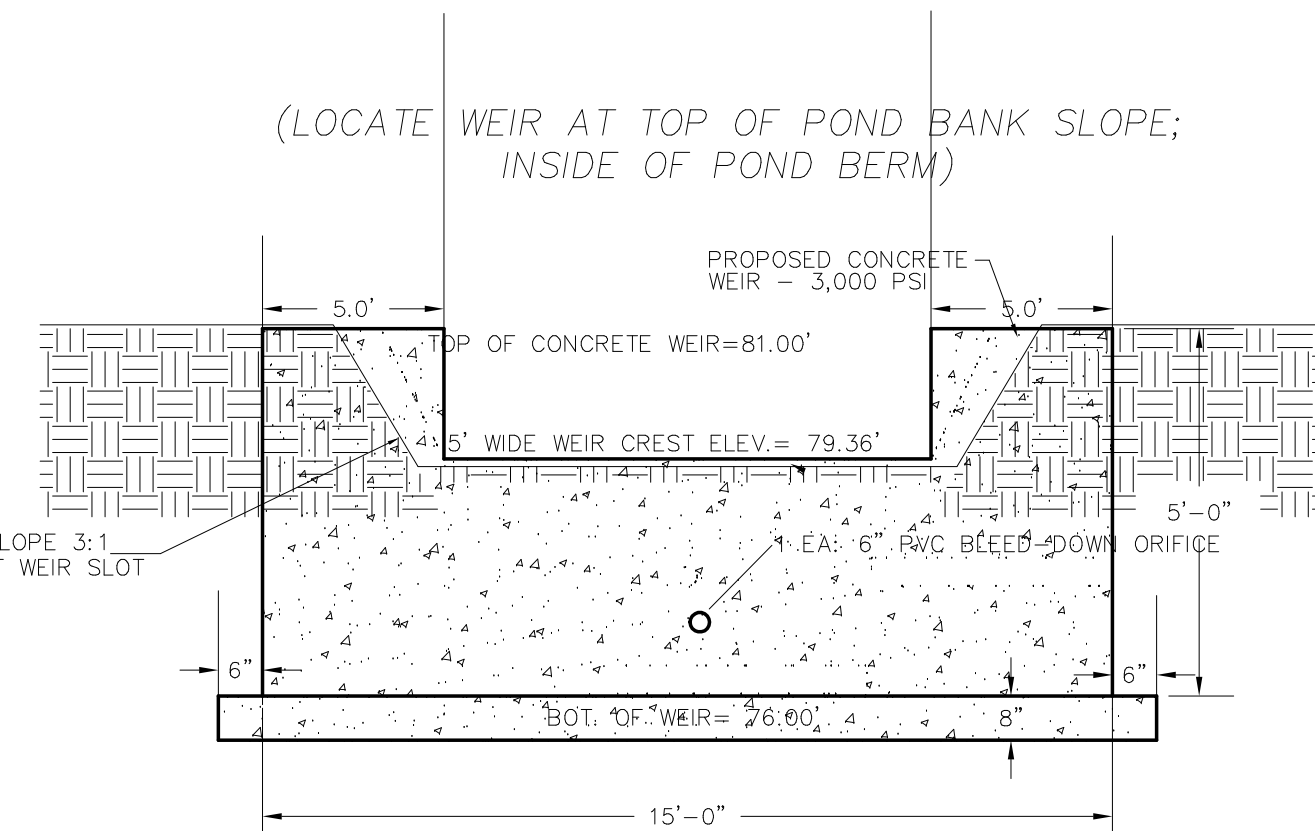 (LOCATE WEIR AT TOP OF POND BANK SLOPE;
INSIDE OF POND BERM)
PROPOSED CONCRETE
WEIR – 3,000 PSI
5.0'
5.0'
TOP OF CONCRETE WEIR=81.00'
5' WIDE WEIR CREST ELEV.= 79.36'
5'-0"
3:1
WEIR SLOT
1 EA: 6" PVC BLEED-DOWN ORIFICE
6"
6"
BOT. OF WEIR= 76.00'
8"
15'-0"